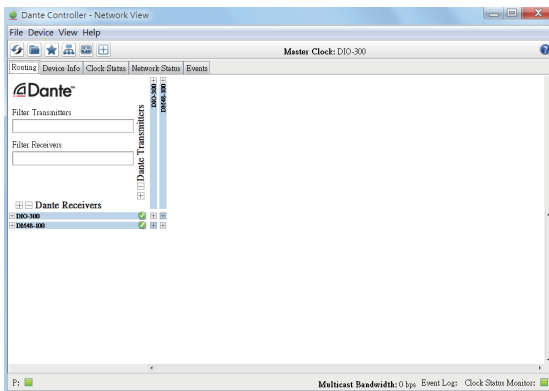 Dante Controller - Network View
File Device View Help
Master Clock: DIO-300
?
Routing Device Info Clock Status Network Status Events
Dante™
Filter Transmitters
Filter Receivers
Dante Transmitters
DIO-300
DM48-100
Dante Receivers
DIO-300
DM48-100
P:
Multicast Bandwidth: 0 bps Event Log: Clock Status Monitor: